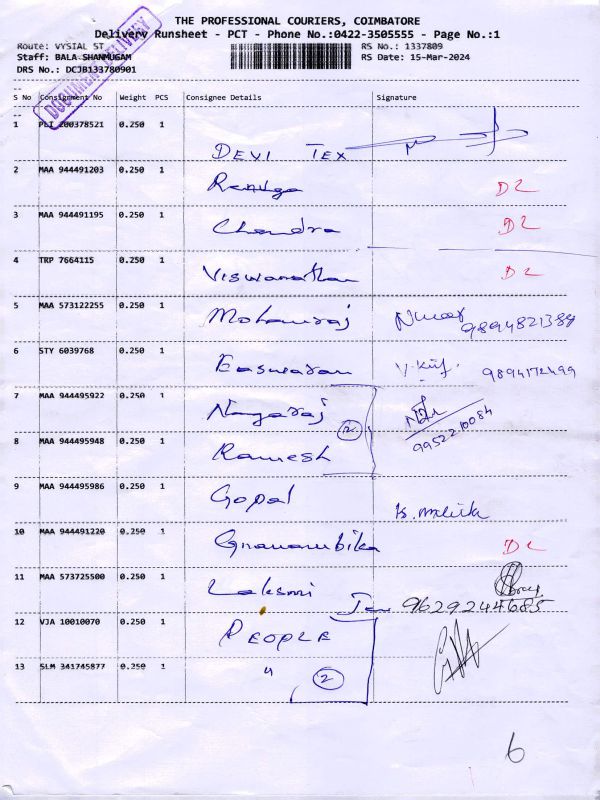 THE PROFESSIONAL COURIERS, COIMBATORE
Delivery Runsheet - PCT - Phone No.:0422-3505555 - Page No.:1
Route: VYSIAL ST
RS No.: 1337809
Staff: BALA SHANMUGAM
RS Date: 15-Mar-2024
DRS No.: DCJB133780901
DOCUMENT DELIVERY
S No Consignment No Weight PCS Consignee Details Signature
1 PLI 200378521 0.250 1 DEVI TEX
2 MAA 944491203 0.250 1 Renuga DL
3 MAA 944491195 0.250 1 Chandra DL
4 TRP 7664115 0.250 1 Viswanathan DL
5 MAA 573122255 0.250 1 Mohanraj 9894821389
6 STY 6039768 0.250 1 Easwaran 9894172499
7 MAA 944495922 0.250 1 Nagaraj 9952210084
8 MAA 944495948 0.250 1 Ramesh
9 MAA 944495986 0.250 1 Gopal
10 MAA 944491220 0.250 1 Gnanambika DL
11 MAA 573725500 0.250 1 Laksmi 9629244685
12 VJA 10010070 0.250 1 PEOPLE
13 SLM 341745877 0.250 1 " 2
6